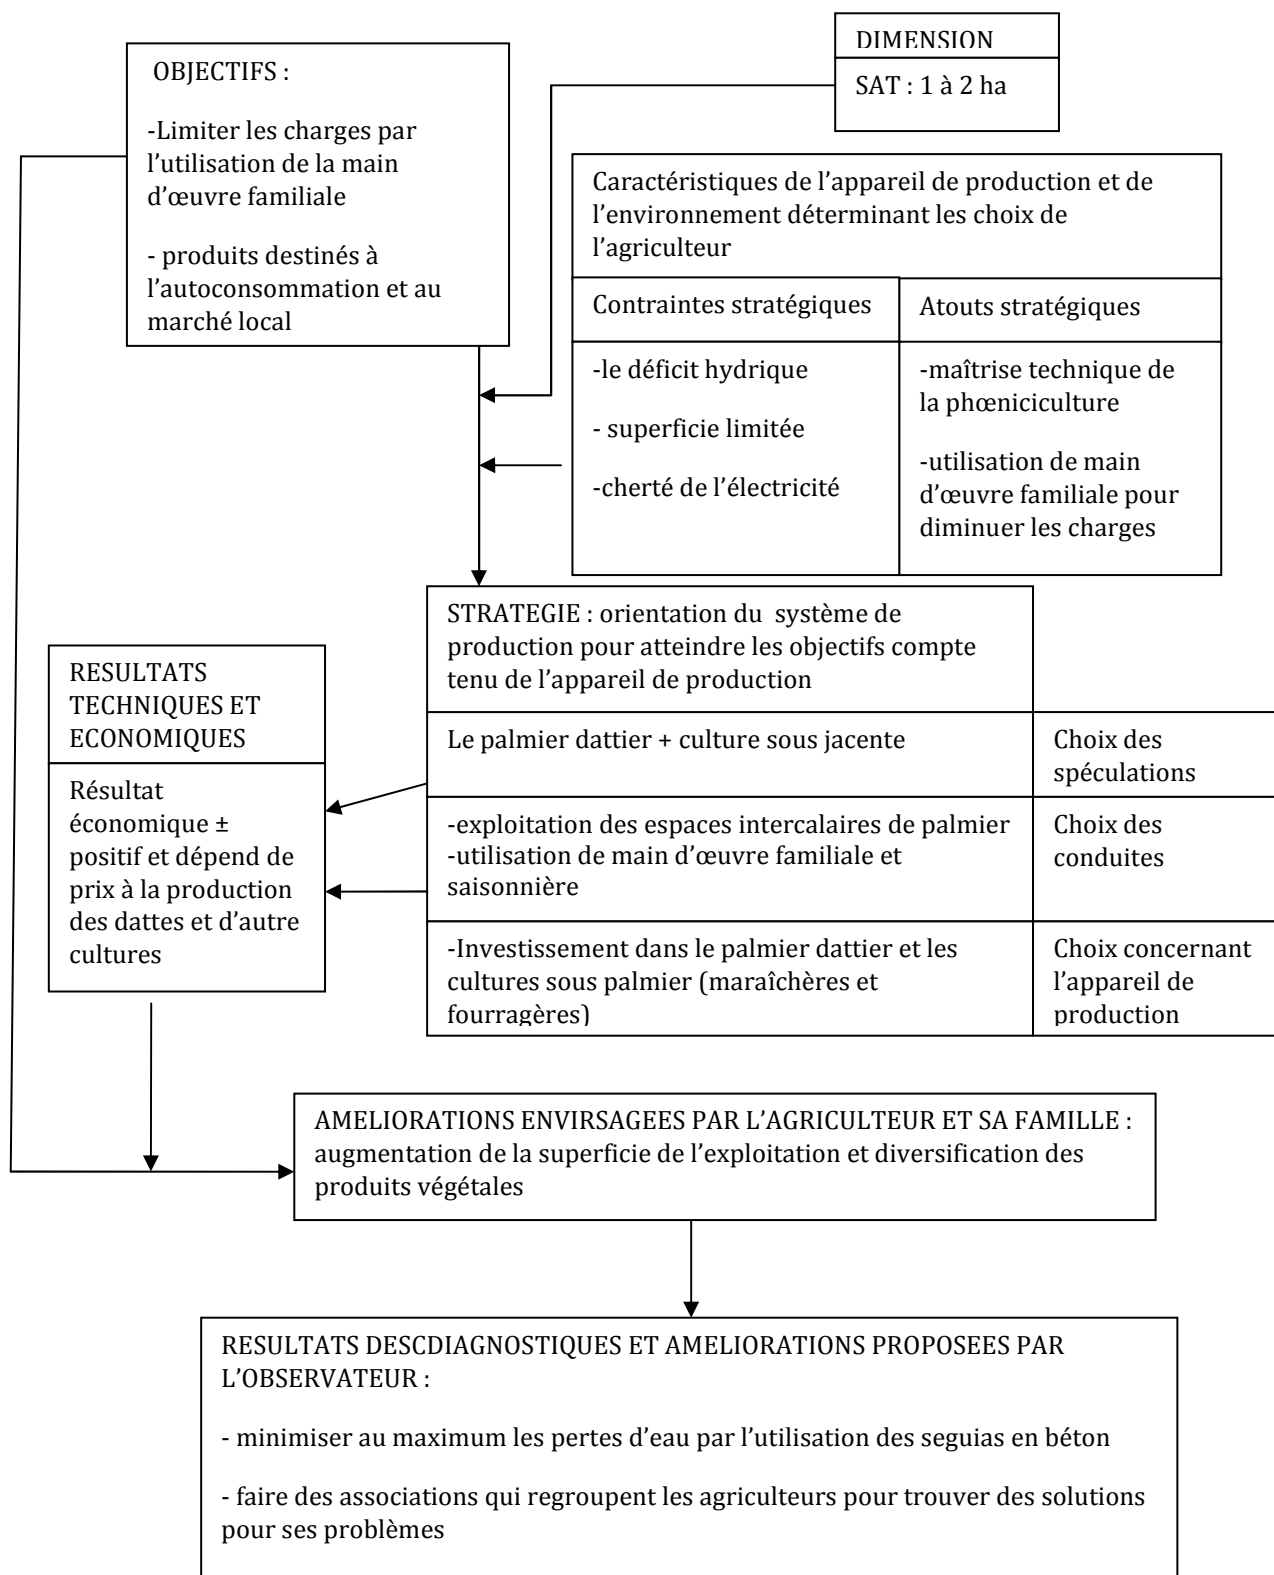 DIMENSION
SAT : 1 à 2 ha
OBJECTIFS :
-Limiter les charges par
l’utilisation de la main
d’œuvre familiale
- produits destinés à
l’autoconsommation et au
marché local
Caractéristiques de l’appareil de production et de
l’environnement déterminant les choix de
l’agriculteur
Contraintes stratégiques
-le déficit hydrique
- superficie limitée
-cherté de l’électricité
Atouts stratégiques
-maîtrise technique de
la phœniciculture
-utilisation de main
d’œuvre familiale pour
diminuer les charges
STRATEGIE : orientation du système de
production pour atteindre les objectifs compte
tenu de l’appareil de production
Le palmier dattier + culture sous jacente
Choix des
spéculations
-exploitation des espaces intercalaires de palmier
-utilisation de main d’œuvre familiale et
saisonnière
Choix des
conduites
-Investissement dans le palmier dattier et les
cultures sous palmier (maraîchères et
fourragères)
Choix concernant
l’appareil de
production
RESULTATS
TECHNIQUES ET
ECONOMIQUES
Résultat
économique ±
positif et dépend de
prix à la production
des dattes et d’autre
cultures
AMELIORATIONS ENVIRSAGEES PAR L’AGRICULTEUR ET SA FAMILLE :
augmentation de la superficie de l’exploitation et diversification des
produits végétales
RESULTATS DESCDIAGNOSTIQUES ET AMELIORATIONS PROPOSEES PAR
L’OBSERVATEUR :
- minimiser au maximum les pertes d’eau par l’utilisation des seguias en béton
- faire des associations qui regroupent les agriculteurs pour trouver des solutions
pour ses problèmes